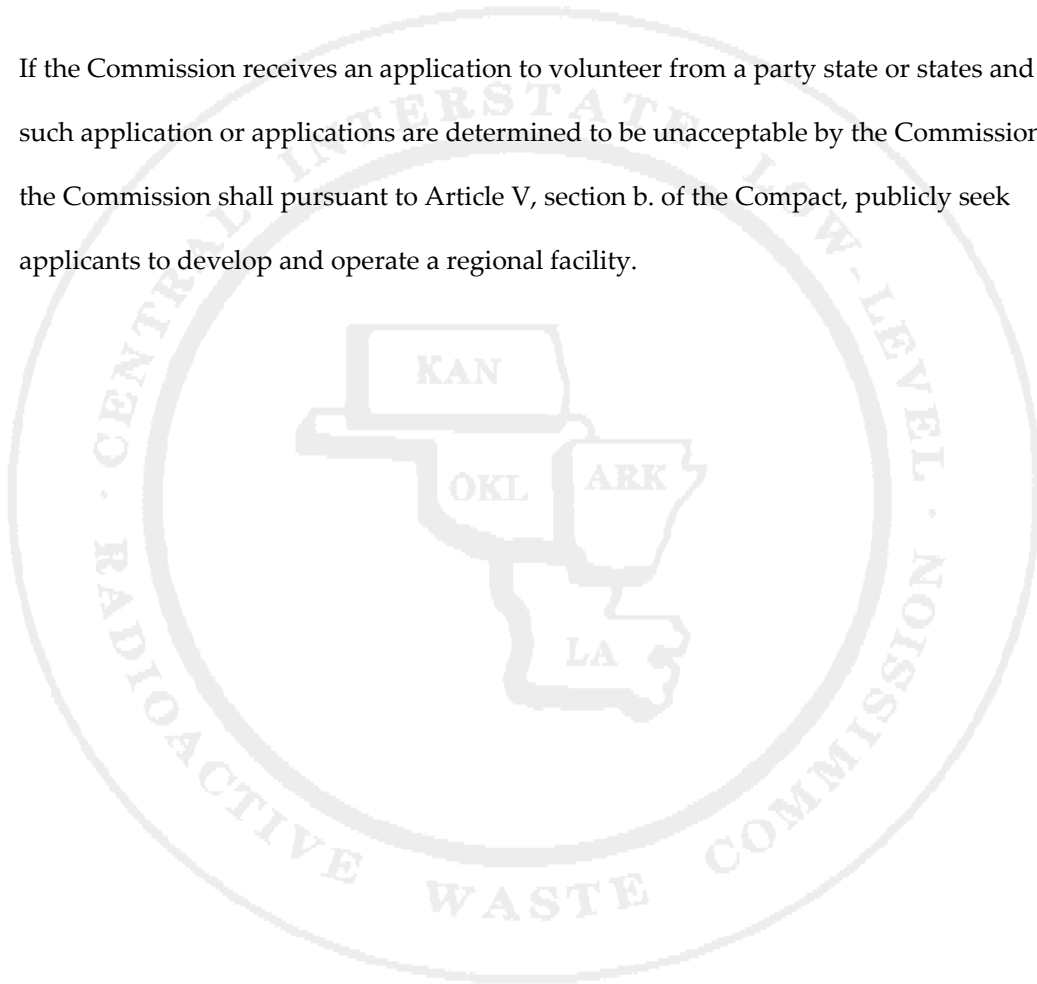 If the Commission receives an application to volunteer from a party state or states and
such application or applications are determined to be unacceptable by the Commission
the Commission shall pursuant to Article V, section b. of the Compact, publicly seek
applicants to develop and operate a regional facility.
CENTRAL INTERSTATE LOW-LEVEL
RADIOACTIVE WASTE COMMISSION
KAN
OKL
ARK
LA